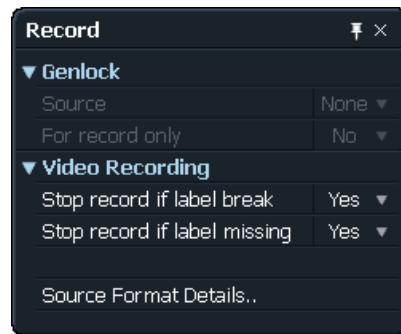 Record
Genlock
Source None
For record only No
Video Recording
Stop record if label break Yes
Stop record if label missing Yes
Source Format Details..